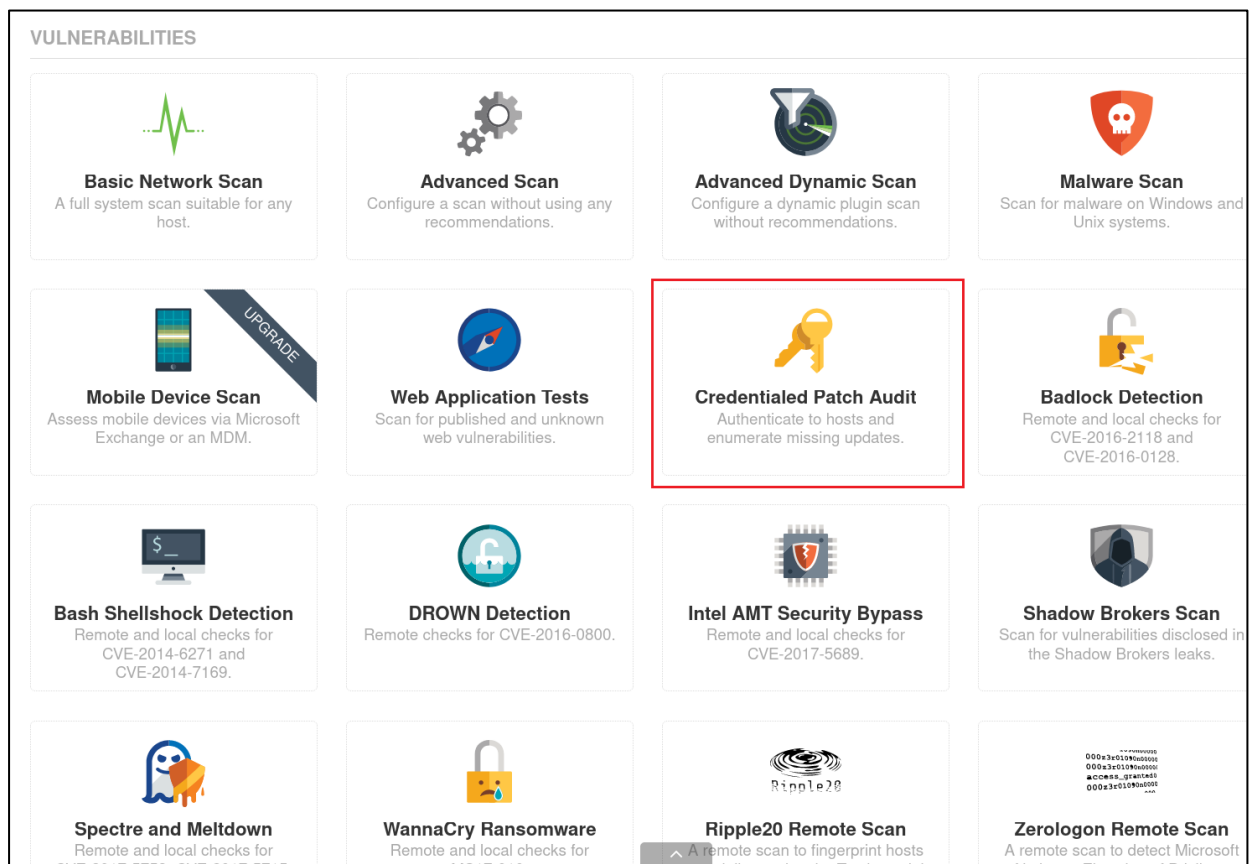 VULNERABILITIES
Basic Network Scan
A full system scan suitable for any
host.
Advanced Scan
Configure a scan without using any
recommendations.
Advanced Dynamic Scan
Configure a dynamic plugin scan
without recommendations.
Malware Scan
Scan for malware on Windows and
Unix systems.
UPGRADE
Mobile Device Scan
Assess mobile devices via Microsoft
Exchange or an MDM.
Web Application Tests
Scan for published and unknown
web vulnerabilities.
Credentialed Patch Audit
Authenticate to hosts and
enumerate missing updates.
Badlock Detection
Remote and local checks for
CVE-2016-2118 and
CVE-2016-0128.
$_
Bash Shellshock Detection
Remote and local checks for
CVE-2014-6271 and
CVE-2014-7169.
DROWN Detection
Remote checks for CVE-2016-0800.
Intel AMT Security Bypass
Remote and local checks for
CVE-2017-5689.
Shadow Brokers Scan
Scan for vulnerabilities disclosed in
the Shadow Brokers leaks.
Spectre and Meltdown
Remote and local checks for
WannaCry Ransomware
Remote and local checks for
Ripple20
Ripple20 Remote Scan
A remote scan to fingerprint hosts
000z3r01090n00000
000z3r01090n00000
access_granted0
000z3r01090n00000
Zerologon Remote Scan
A remote scan to detect Microsoft